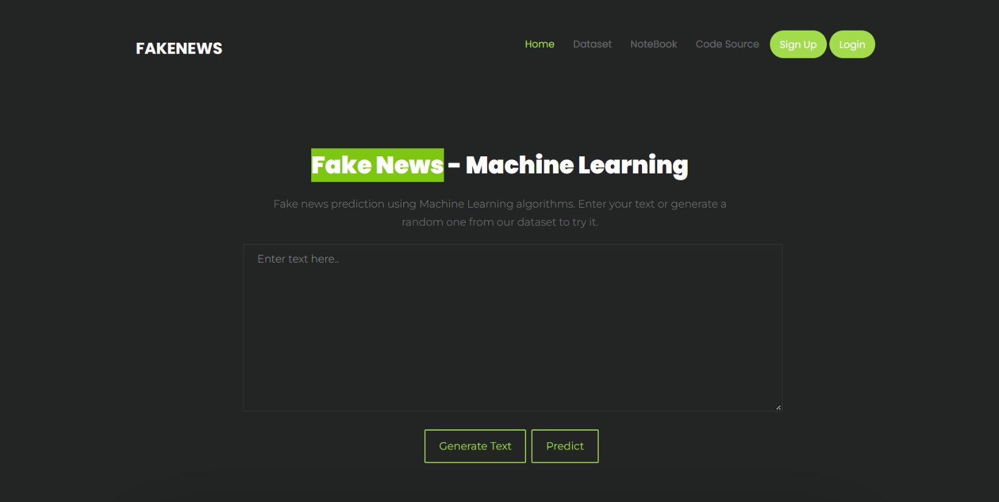 FAKENEWS
Home Dataset NoteBook Code Source Sign Up Login
Fake News - Machine Learning
Fake news prediction using Machine Learning algorithms. Enter your text or generate a
random one from our dataset to try it.
Enter text here..
Generate Text Predict